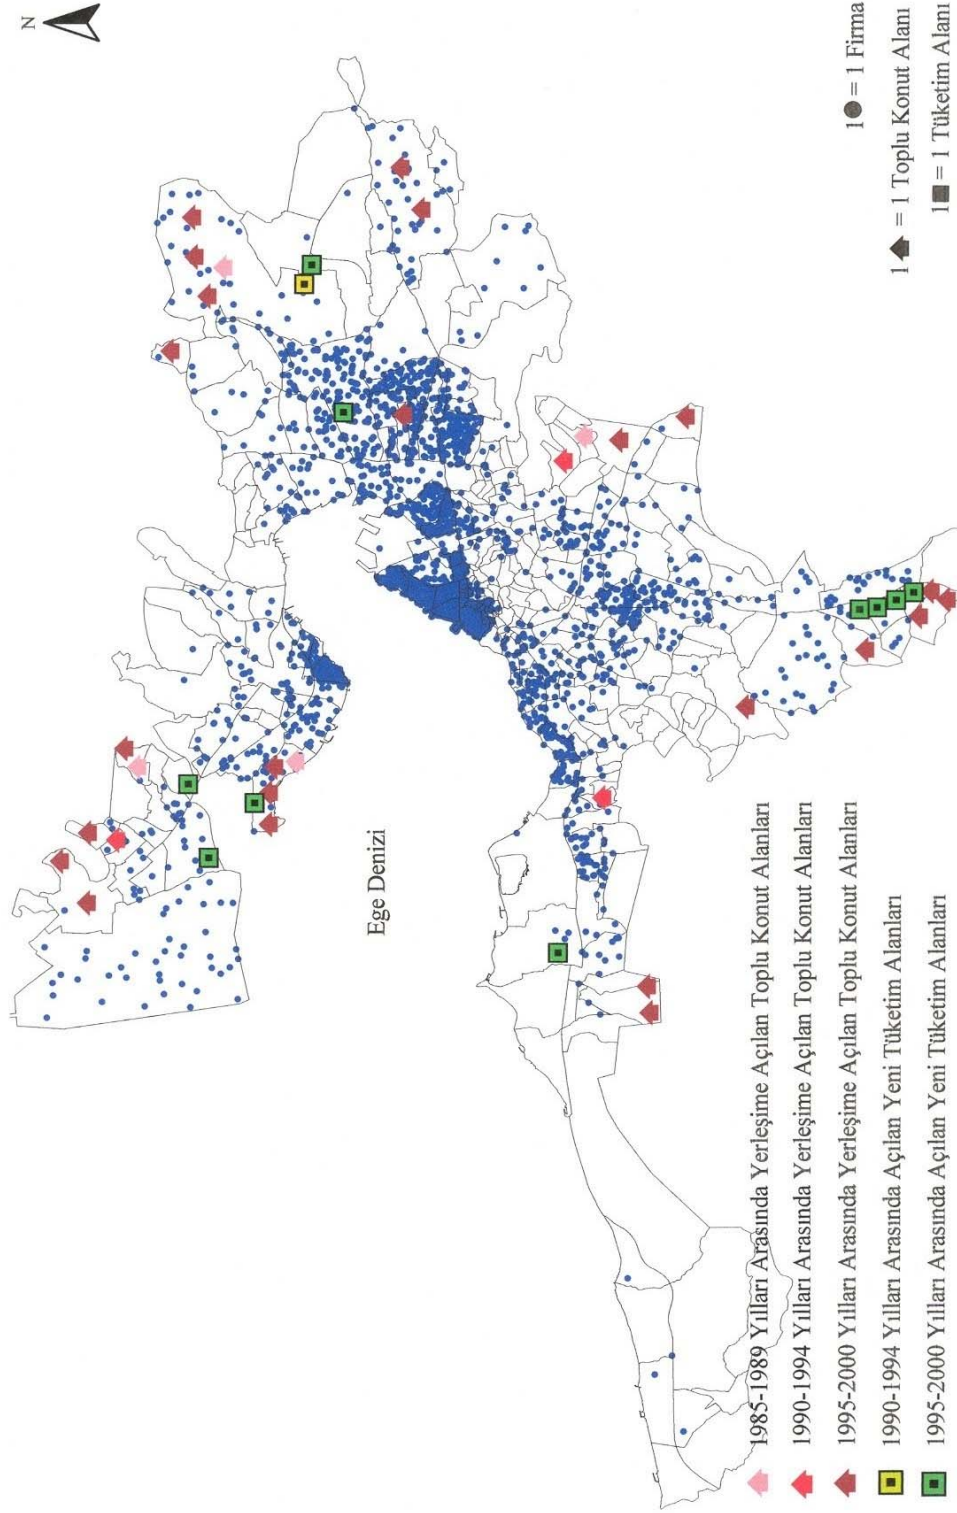 N
Ege Denizi
1 = 1 Firma
1 = 1 Toplu Konut Alanı
1 = 1 Tüketim Alanı
1985-1989 Yılları Arasında Yerleşime Açılan Toplu Konut Alanları
1990-1994 Yılları Arasında Yerleşime Açılan Toplu Konut Alanları
1995-2000 Yılları Arasında Yerleşime Açılan Toplu Konut Alanları
1990-1994 Yılları Arasında Açılan Yeni Tüketim Alanları
1995-2000 Yılları Arasında Açılan Yeni Tüketim Alanları